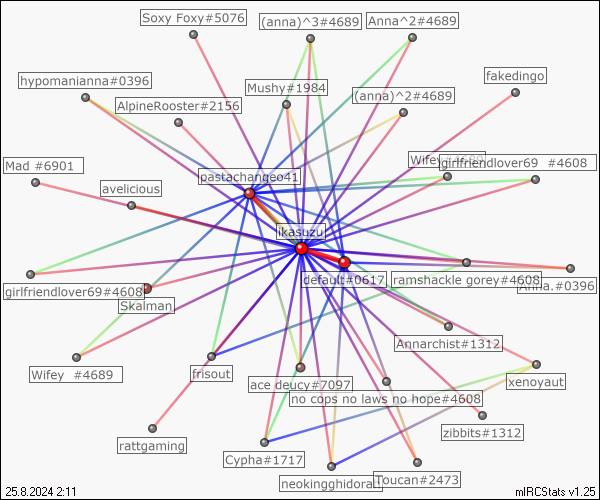 Soxy Foxy#5076
(anna)^3#4689
Anna^2#4689
hypomanianna#0396
Mushy#1984
fakedingo
AlpineRooster#2156
(anna)^2#4689
Mad #6901
Wifey
girlfriendlover69 #4608
pastachangeo41
avelicious
ikasuzu
default#0617
ramshackle gorey#4608
Anna.#0396
girlfriendlover69#4608
Skalman
Annarchist#1312
Wifey #4689
frisout
ace deucy#7097
xenoyaut
no cops no laws no hope#4608
rattgaming
zibbits#1312
Cypha#1717
neokingghidorah
Toucan#2473
25.8.2024 2:11
mIRCStats v1.25